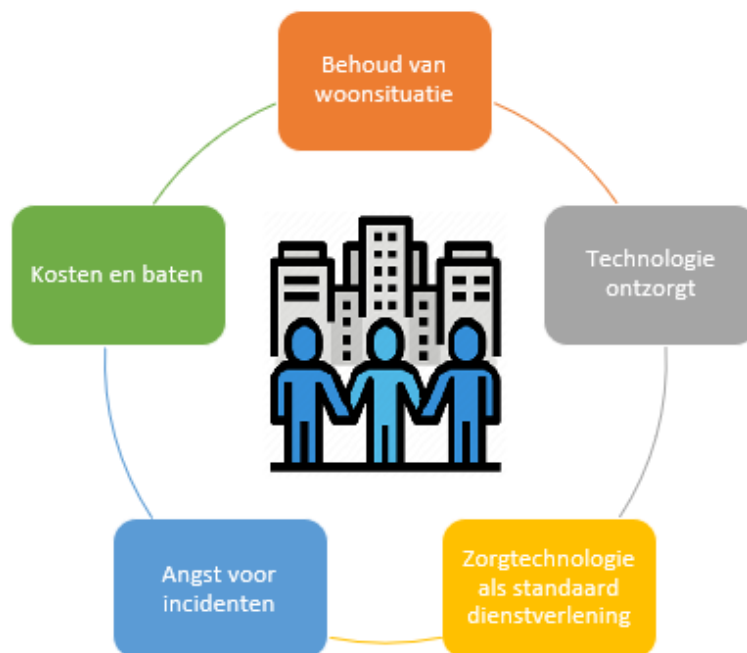 Behoud van
woonsituatie
Technologie
ontzorgt
Zorgtechnologie
als standaard
dienstverlening
Angst voor
incidenten
Kosten en baten